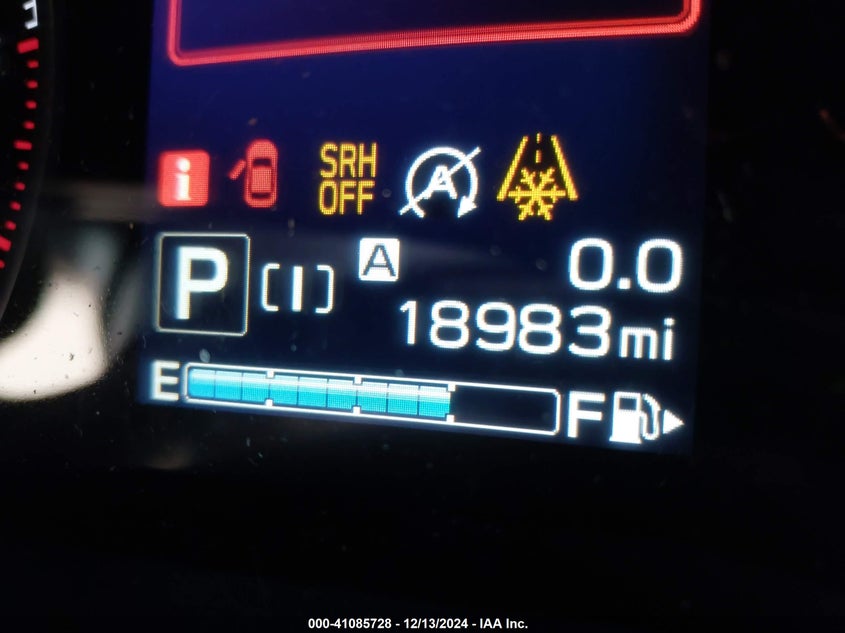 i
SRH
OFF
A
P
[I]
A
0.0
18983mi
E
F
000-41085728 - 12/13/2024 - IAA Inc.